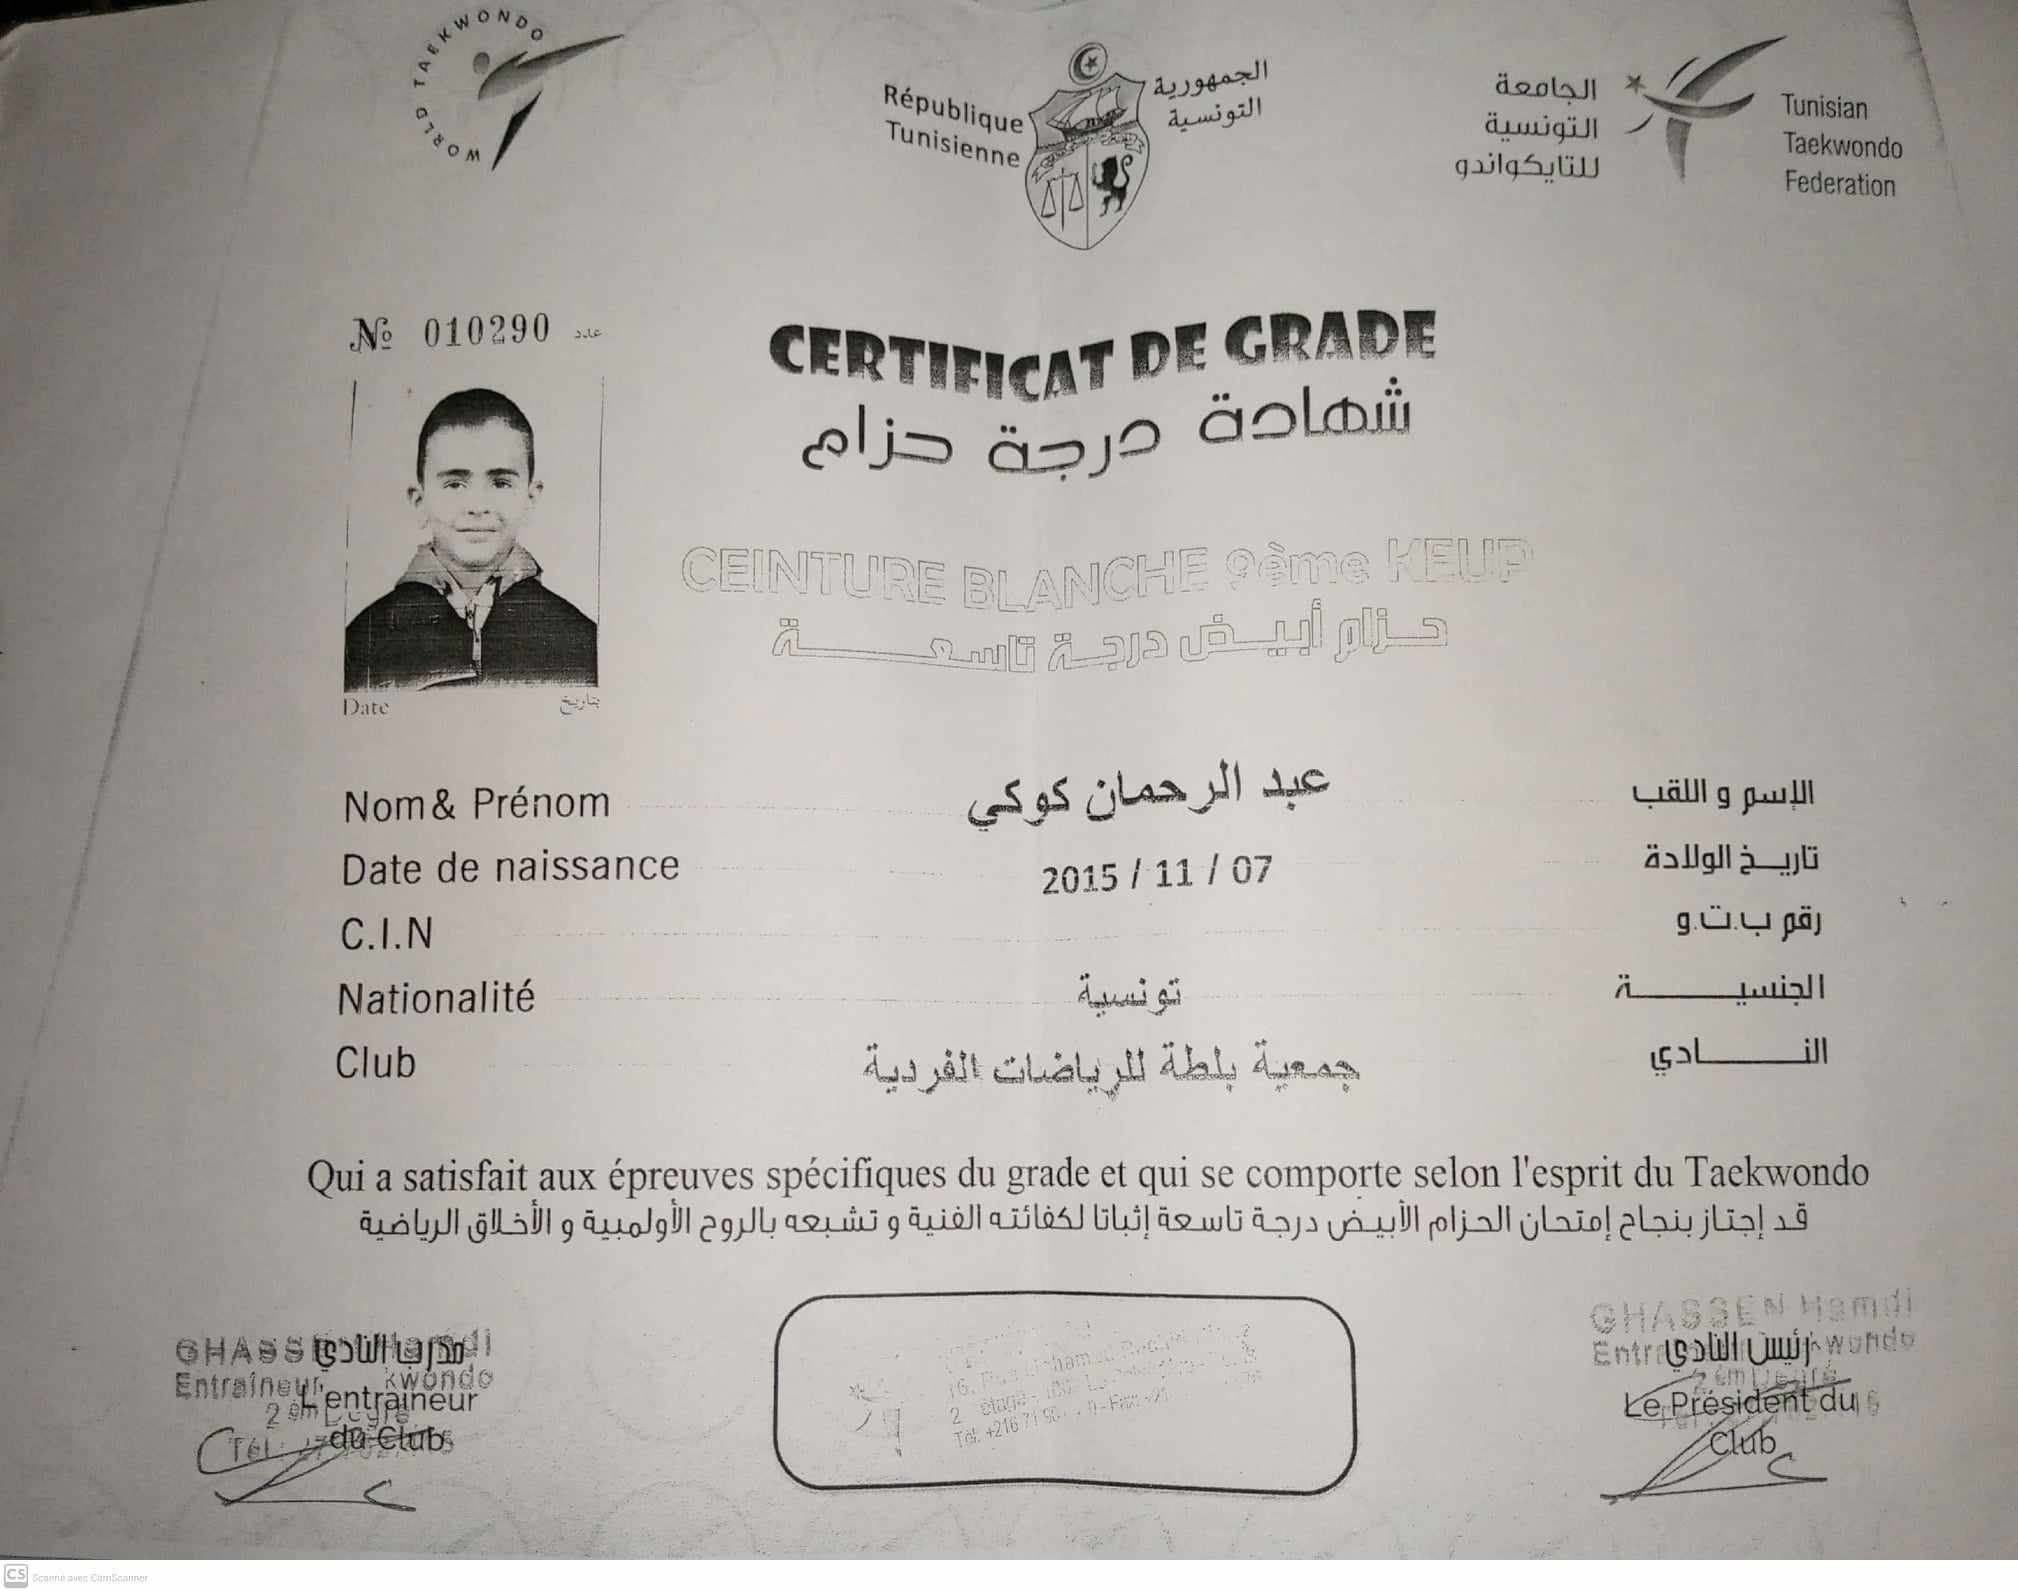 WORLD TAEKWONDO
République
Tunisienne
الجمهورية
التونسية
الجامعة
التونسية
للتايكواندو
Tunisian
Taekwondo
Federation
№ 010290 عدد
CERTIFICAT DE GRADE
شهادة درجة حزام
CEINTURE BLANCHE 9ème KEUP
حزام أبيض درجة تاسعة
Date بتاريخ
Nom& Prénom عبد الرحمان كوكي الإسم و اللقب
Date de naissance 2015 / 11 / 07 تاريخ الولادة
C.I.N رقم ب.ت.و
Nationalité تونسية الجنسية
Club جمعية بلطة للرياضات الفردية النادي
Qui a satisfait aux épreuves spécifiques du grade et qui se comporte selon l'esprit du Taekwondo
قد إجتاز بنجاح إمتحان الحزام الأبيض درجة تاسعة إثباتا لكفائته الفنية و تشبعه بالروح الأولمبية و الأخلاق الرياضية
مدرب النادي
L'entraîneur
du Club
Entraîneur
GHASSEN Hamdi
رئيس النادي
Le Président du
Club
CS Scanné avec CamScanner